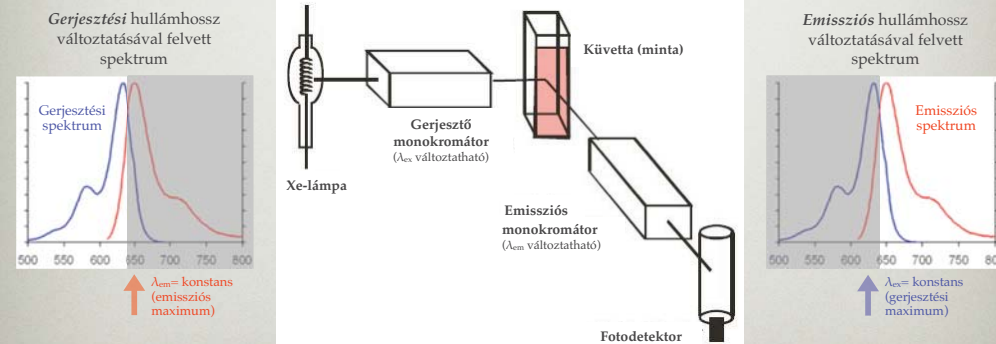 Gerjesztési hullámhossz
változtatásával felvett
spektrum
Gerjesztési
spektrum
500 550 600 650 700 750 800
λem= konstans
(emissziós
maximum)
Xe-lámpa
Gerjesztő
monokromátor
(λex változtatható)
Küvetta (minta)
Emissziós
monokromátor
(λem változtatható)
Fotodetektor
Emissziós hullámhossz
változtatásával felvett
spektrum
Emissziós
spektrum
500 550 600 650 700 750 800
λex= konstans
(gerjesztési
maximum)